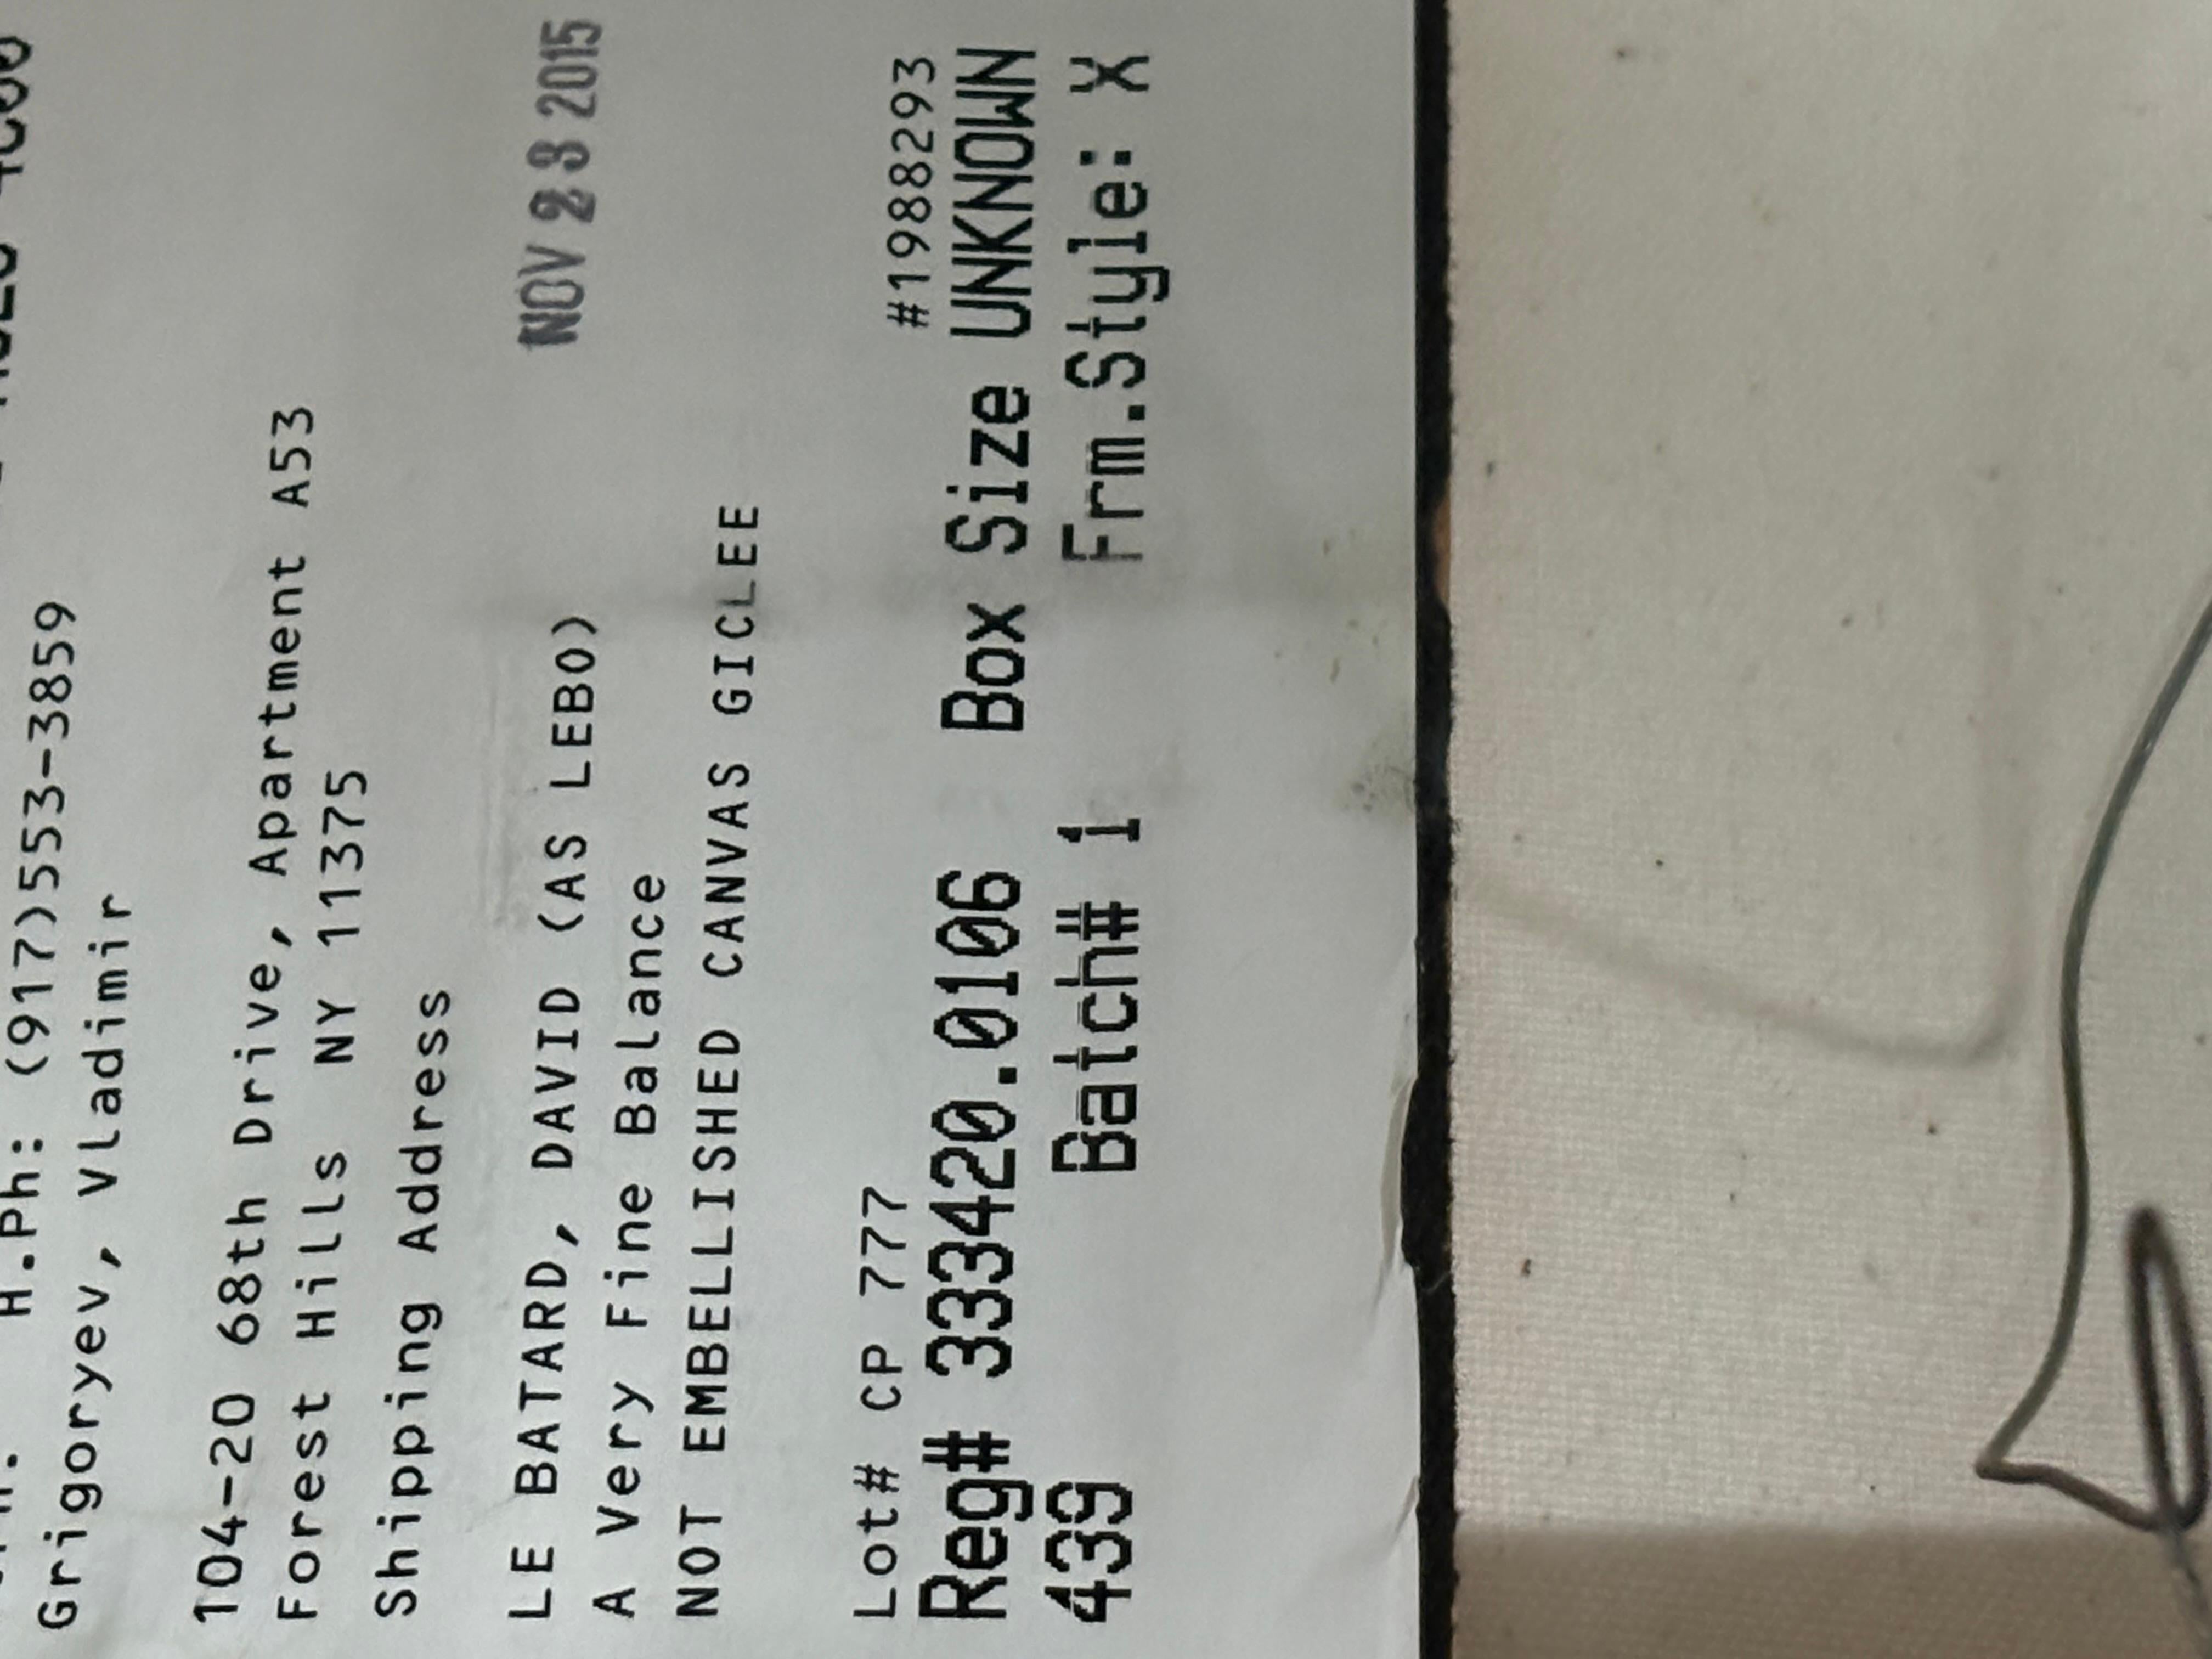 H.Ph: (917)553-3859
Grigoryev, Vladimir
104-20 68th Drive, Apartment A53
Forest Hills NY 11375
Shipping Address
NOV 23 2015
LE BATARD, DAVID (AS LEBO)
A Very Fine Balance
NOT EMBELLISHED CANVAS GICLEE
Lot# CP 777 #1988293
Reg# 333420.0106 Box Size UNKNOWN
439 Batch# 1 Frm.Style: X